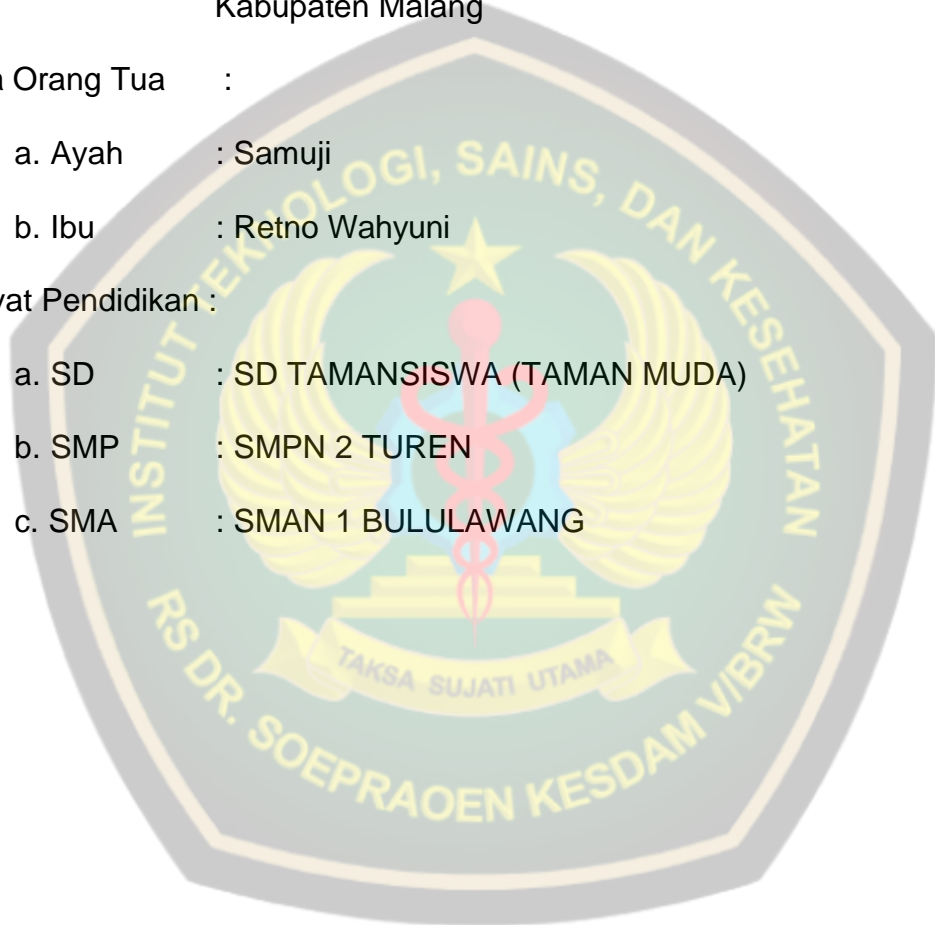 Kabupaten Malang
a Orang Tua :
a. Ayah : Samuji
b. Ibu : Retno Wahyuni
yat Pendidikan :
a. SD : SD TAMANSISWA (TAMAN MUDA)
b. SMP : SMPN 2 TUREN
c. SMA : SMAN 1 BULULAWANG
INSTITUT TEKNOLOGI, SAINS, DAN KESEHATAN
TAKSA SUJATI UTAMA
RS DR. SOEPRAOEN KESDAM V/BRW